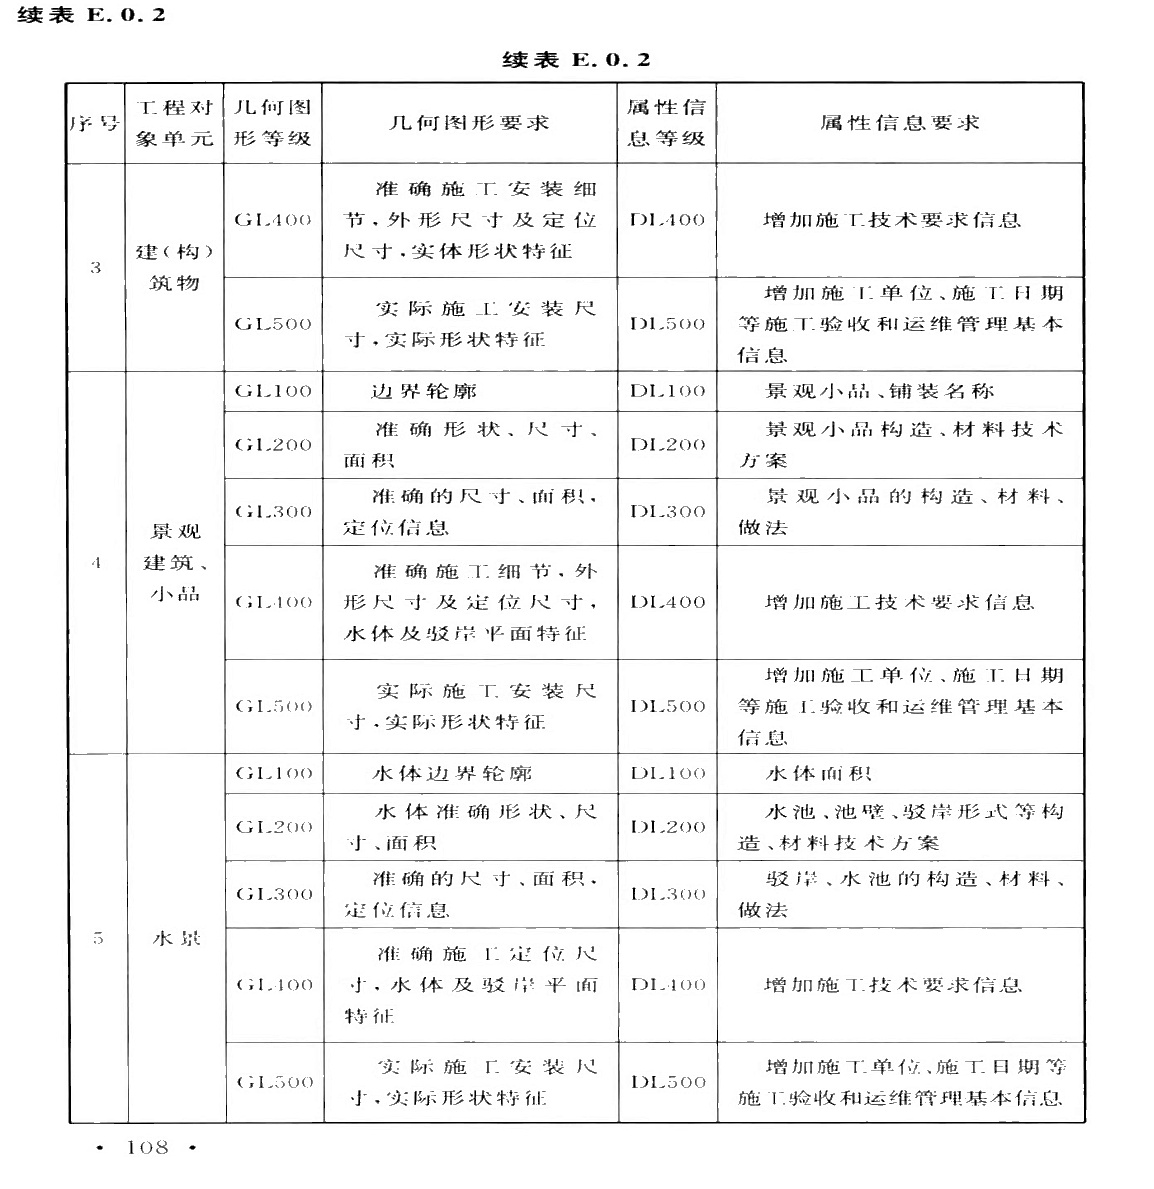 续表 E.0.2
续表 E.0.2
序号
工程对
象单元
几何图
形等级
几何图形要求
属性信
息等级
属性信息要求
3
建(构)
筑物
GL400
准确施工安装细
节,外形尺寸及定位
尺寸,实体形状特征
DL400
增加施工技术要求信息
GL500
实际施工安装尺
寸,实际形状特征
DL500
增加施工单位、施工日期
等施工验收和运维管理基本
信息
4
景观
建筑、
小品
GL100
边界轮廓
DL100
景观小品、铺装名称
GL200
准确形状、尺寸、
面积
DL200
景观小品构造、材料技术
方案
GL300
准确的尺寸、面积,
定位信息
DL300
景观小品的构造、材料、
做法
GL400
准确施工细节,外
形尺寸及定位尺寸,
水体及驳岸平面特征
DL400
增加施工技术要求信息
GL500
实际施工安装尺
寸,实际形状特征
DL500
增加施工单位、施工日期
等施工验收和运维管理基本
信息
5
水景
GL100
水体边界轮廓
DL100
水体面积
GL200
水体准确形状、尺
寸、面积
DL200
水池、池壁、驳岸形式等构
造、材料技术方案
GL300
准确的尺寸、面积,
定位信息
DL300
驳岸、水池的构造、材料、
做法
GL400
准确施工定位尺
寸,水体及驳岸平面
特征
DL400
增加施工技术要求信息
GL500
实际施工安装尺
寸,实际形状特征
DL500
增加施工单位、施工日期等
施工验收和运维管理基本信息
· 108 ·